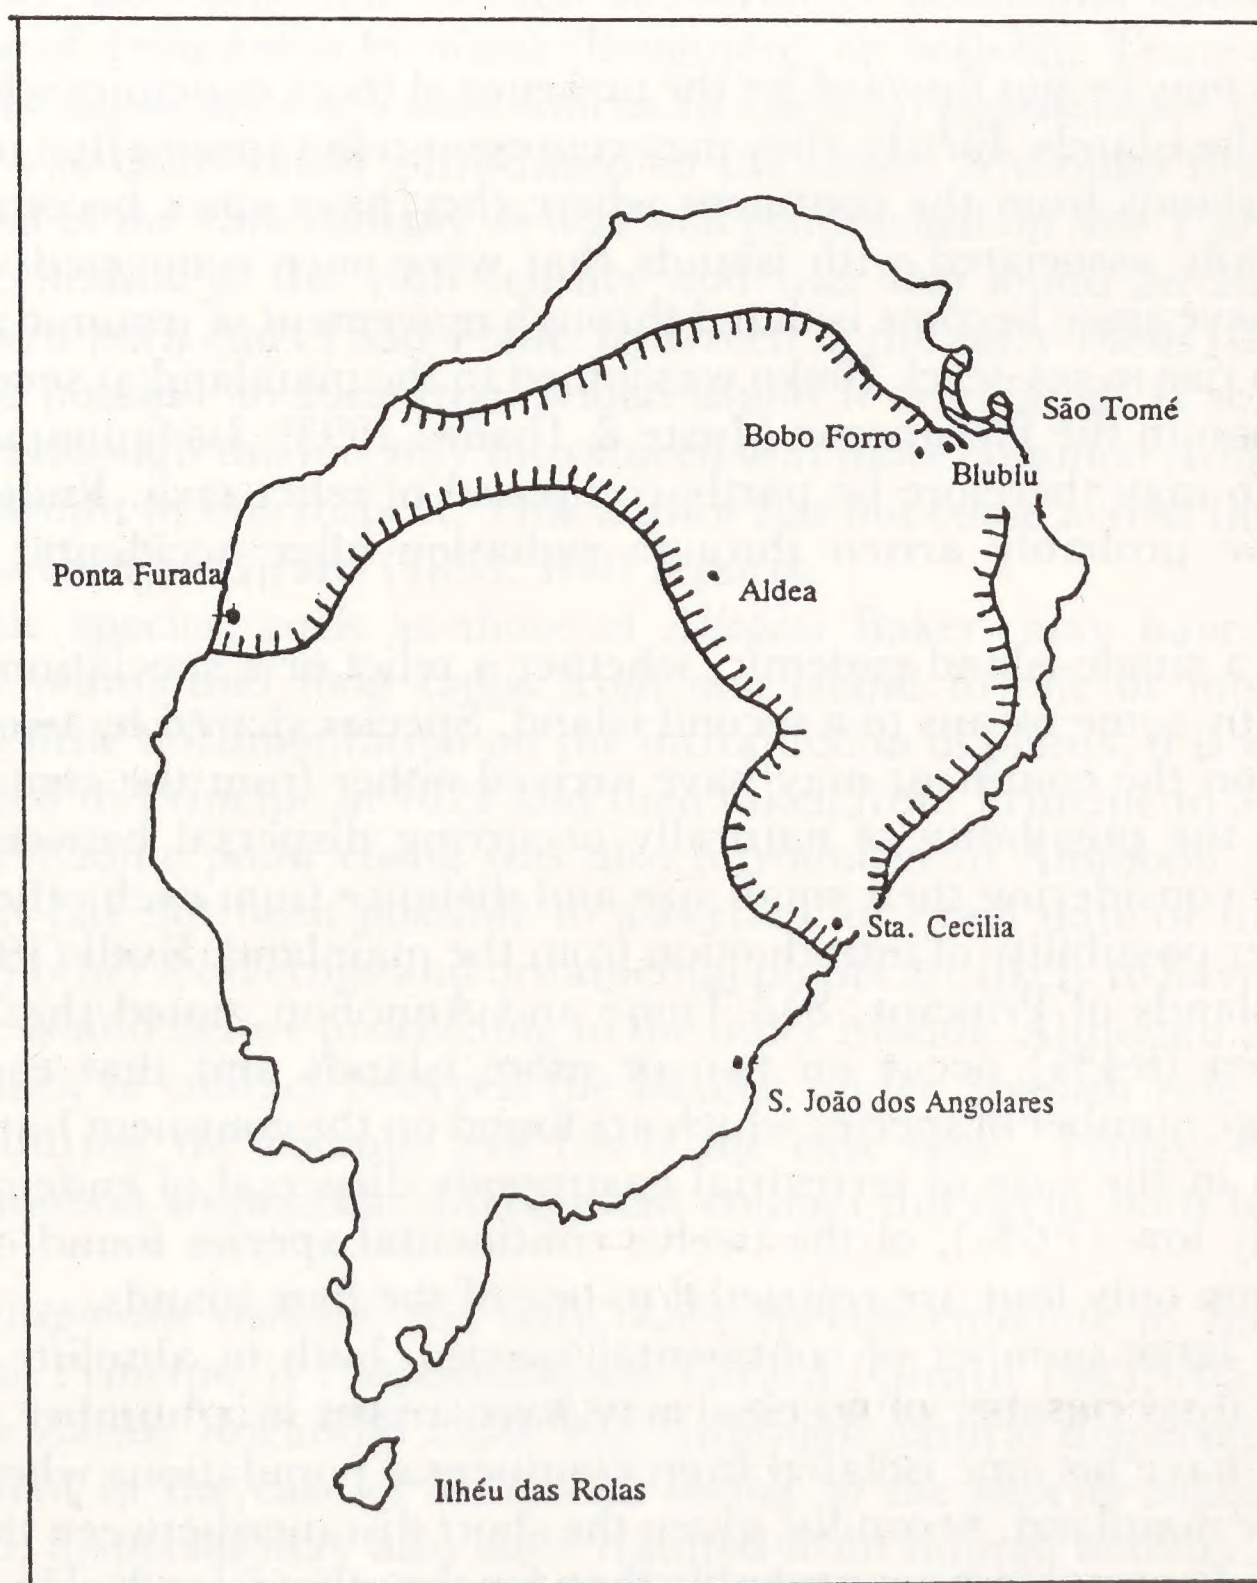 São Tomé
Bobo Forro
Blublu
Ponta Furada
Aldea
Sta. Cecilia
S. João dos Angolares
Ilhéu das Rolas